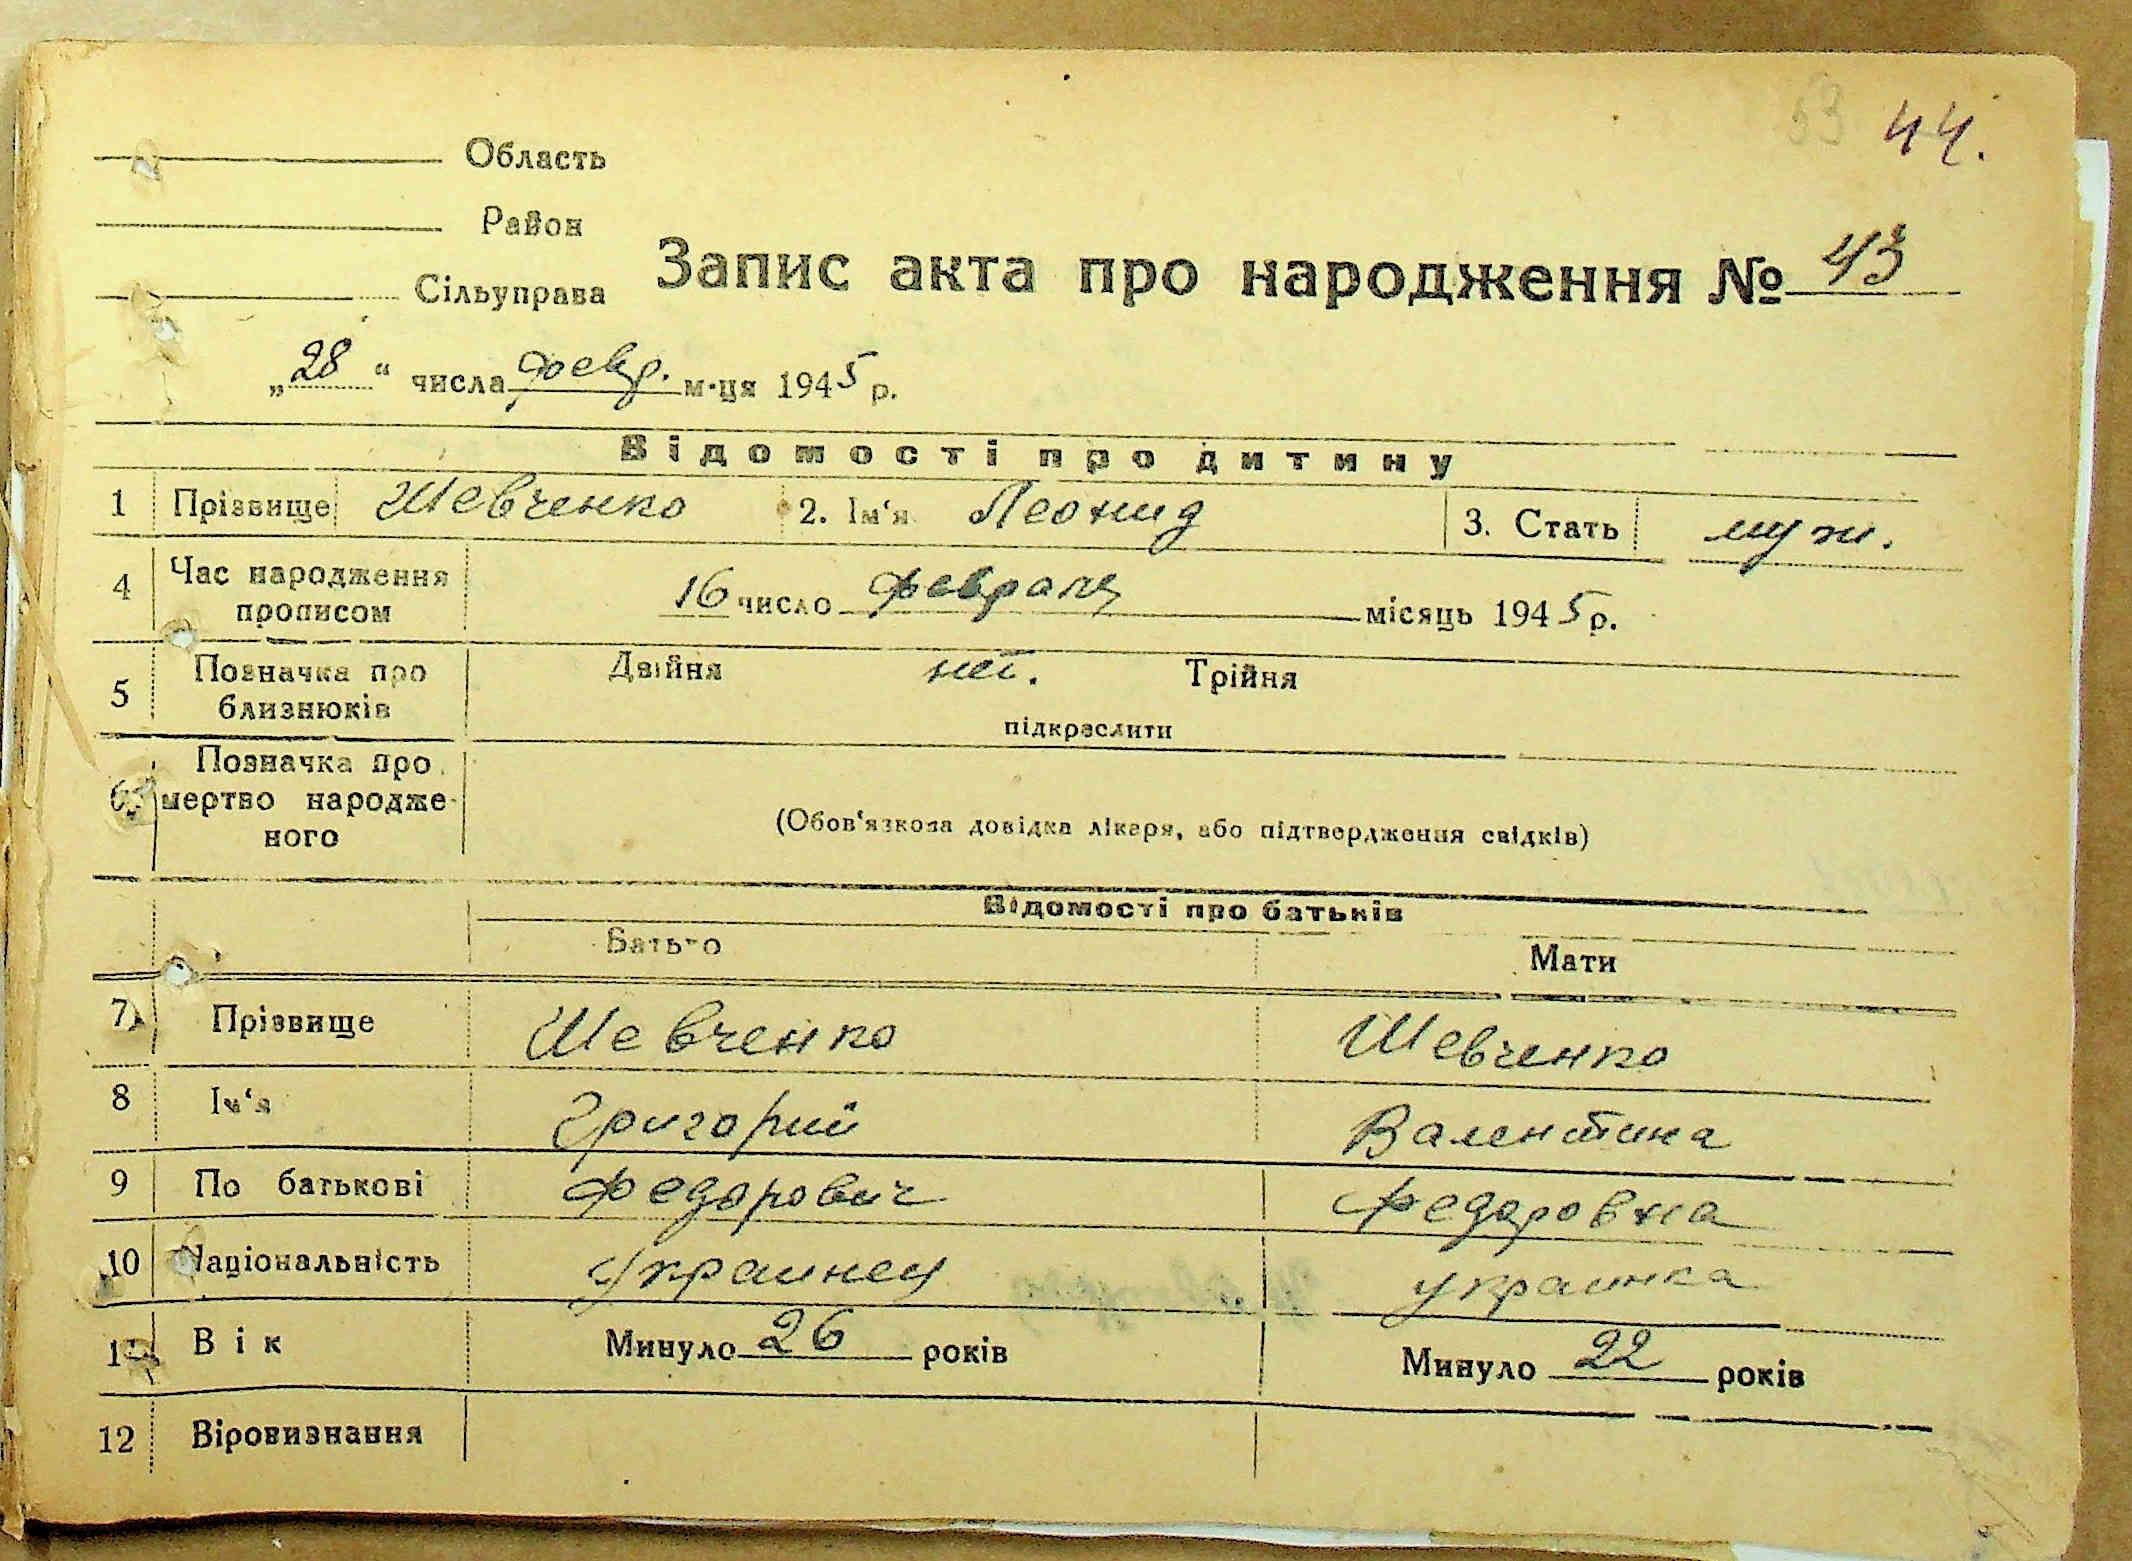 44.
Область
Район
Сільуправа
Запис акта про народження № 43
„28“ числа февр. м-ця 1945 р.
Відомості про дитину
1 Прізвище Шевченко 2. Ім‘я Леонид 3. Стать муж.
4 Час народження прописом 16 число февраля місяць 1945 р.
5 Позначка про близнюків Двійня нет. Трійня
підкреслити
6 Позначка про мертво народже-
ного
(Обов‘язкова довідка лікаря, або підтвердження свідків)
Відомості про батьків
Батько Мати
7 Прізвище Шевченко Шевченко
8 Ім‘я Григорий Валентина
9 По батькові Федорович Федоровна
10 Національність Украинец украинка
11 Вік Минуло 26 років Минуло 22 років
12 Віровизнання